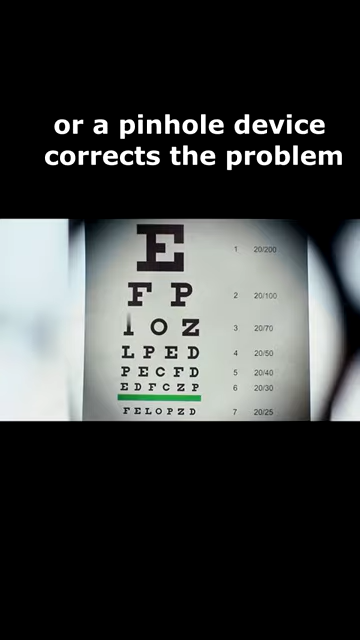 or a pinhole device
corrects the problem
E 1 20/200
F P 2 20/100
O Z 3 20/70
L P E D 4 20/50
P E C F D 5 20/40
E D F C Z P 6 20/30
F E L O P Z D 7 20/25